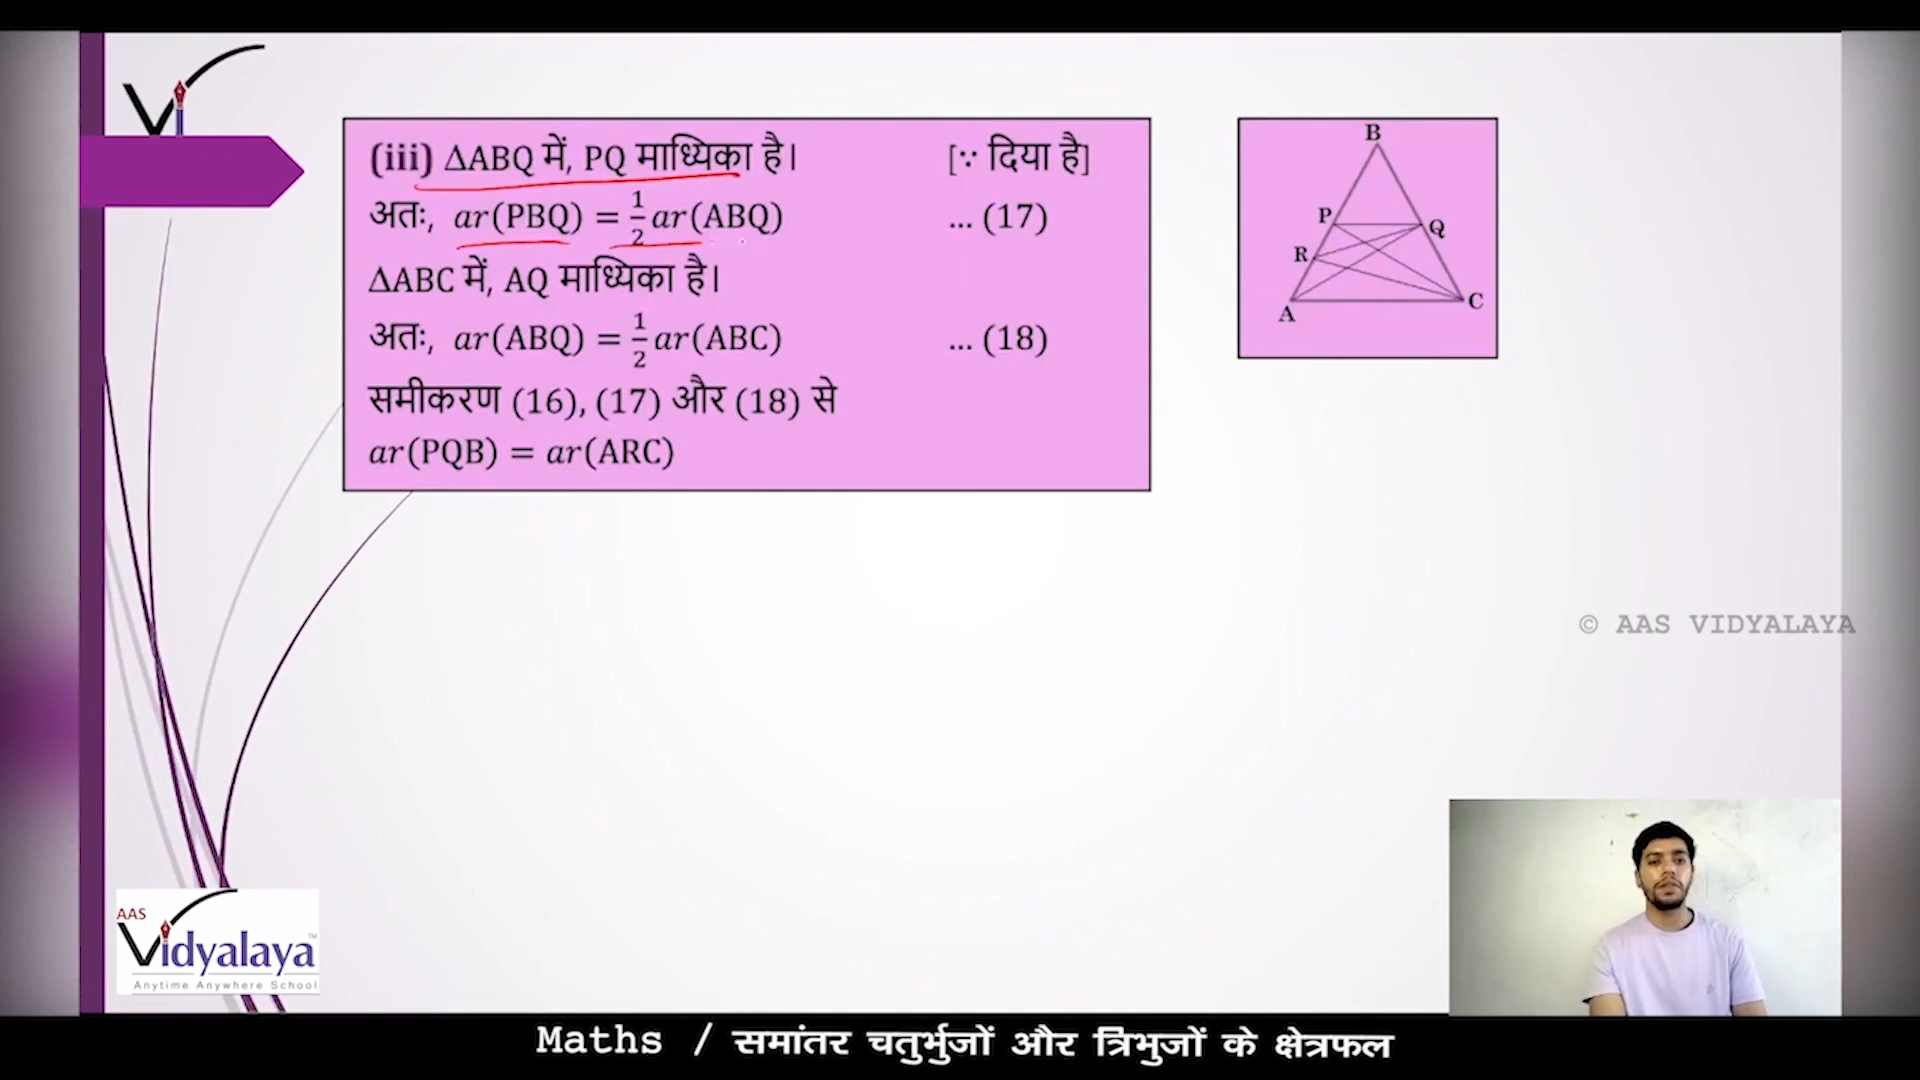 (iii) ΔABQ में, PQ माध्यिका है। [∵ दिया है]
अतः, ar(PBQ) = 1/2 ar(ABQ) ... (17)
ΔABC में, AQ माध्यिका है।
अतः, ar(ABQ) = 1/2 ar(ABC) ... (18)
समीकरण (16), (17) और (18) से
ar(PQB) = ar(ARC)
B
P
Q
R
A
C
© AAS VIDYALAYA
AAS
Vidyalaya™
Anytime Anywhere School
Maths / समांतर चतुर्भुजों और त्रिभुजों के क्षेत्रफल